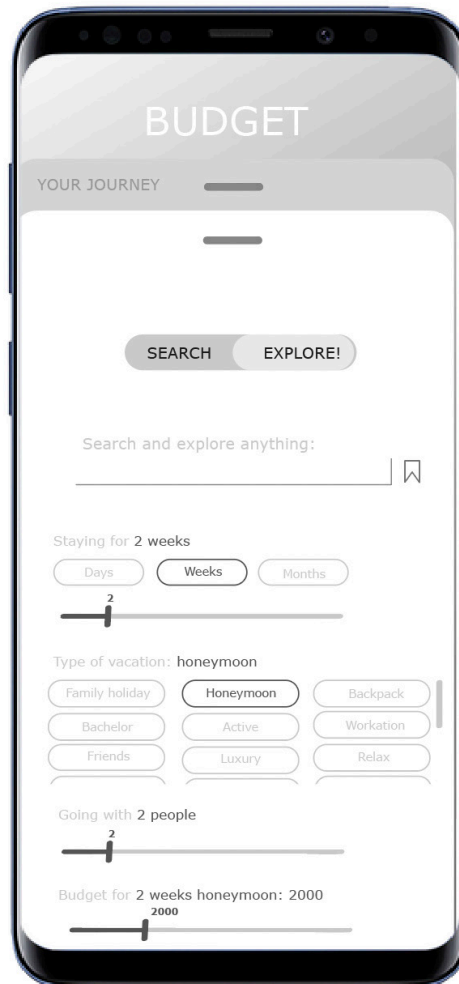 BUDGET
YOUR JOURNEY
SEARCH EXPLORE!
Search and explore anything:
Staying for 2 weeks
Days Weeks Months
2
Type of vacation: honeymoon
Family holiday Honeymoon Backpack
Bachelor Active Workation
Friends Luxury Relax
Going with 2 people
2
Budget for 2 weeks honeymoon: 2000
2000